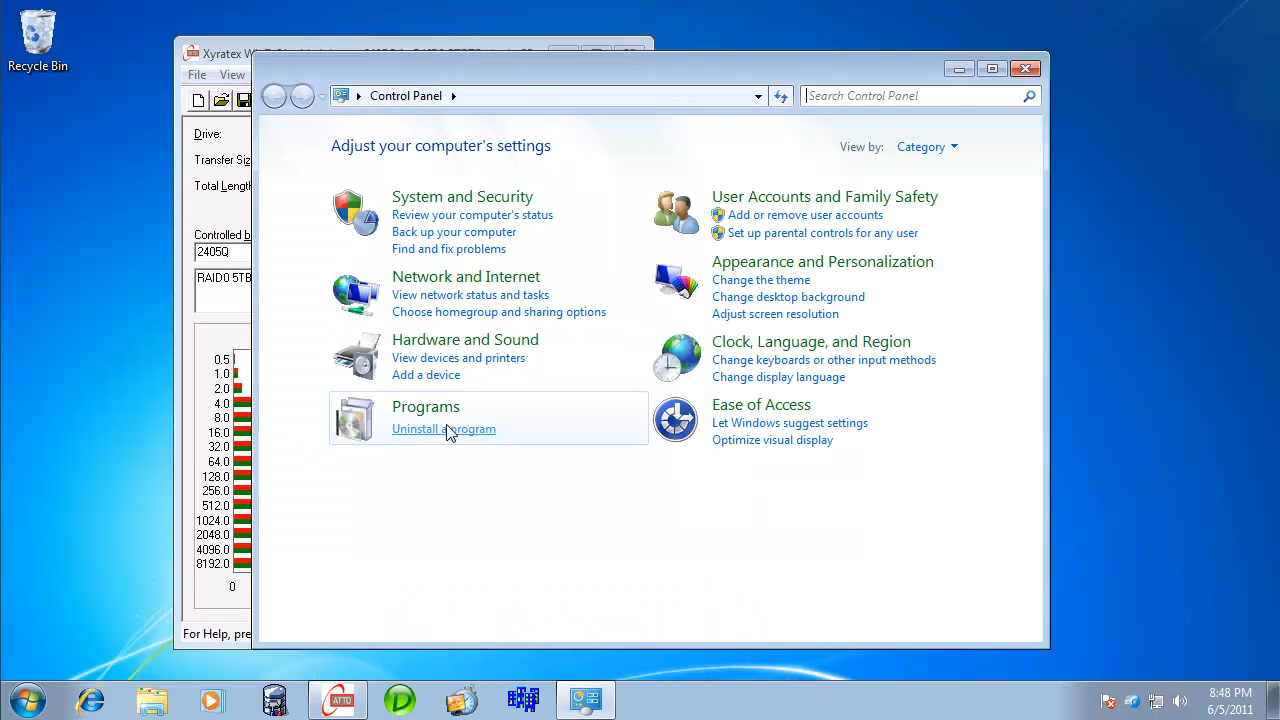 Recycle Bin
Xyratex
File View
Control Panel
Search Control Panel
Drive:
Transfer Siz
Total Length
Controlled b
2405Q
RAID0 5TB
0.5
1.0
2.0
4.0
8.0
16.0
32.0
64.0
128.0
256.0
512.0
1024.0
2048.0
4096.0
8192.0
0
For Help, pre
Adjust your computer's settings
View by: Category
System and Security
Review your computer's status
Back up your computer
Find and fix problems
Network and Internet
View network status and tasks
Choose homegroup and sharing options
Hardware and Sound
View devices and printers
Add a device
Programs
Uninstall a program
User Accounts and Family Safety
Add or remove user accounts
Set up parental controls for any user
Appearance and Personalization
Change the theme
Change desktop background
Adjust screen resolution
Clock, Language, and Region
Change keyboards or other input methods
Change display language
Ease of Access
Let Windows suggest settings
Optimize visual display
8:48 PM
6/5/2011